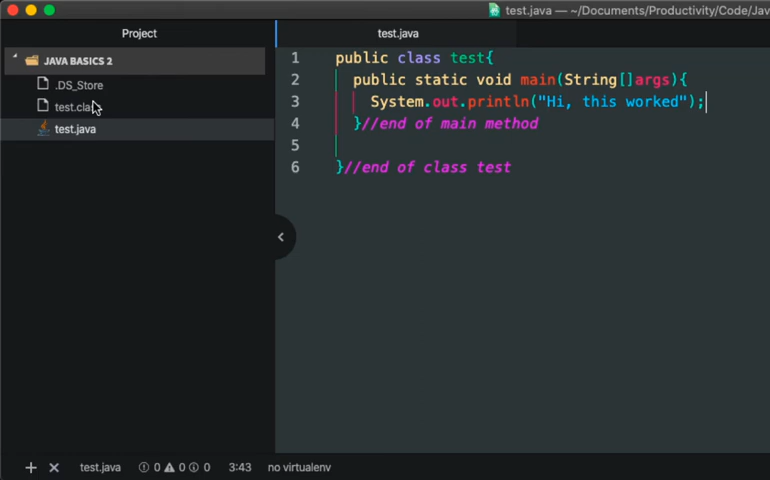 test.java — ~/Documents/Productivity/Code/Jav
Project
test.java
JAVA BASICS 2
.DS_Store
test.java
1 public class test{
2 public static void main(String[]args){
3 System.out.println("Hi, this worked");
4 }//end of main method
5
6 }//end of class test
+ × test.java 0 0 0 3:43 no virtualenv